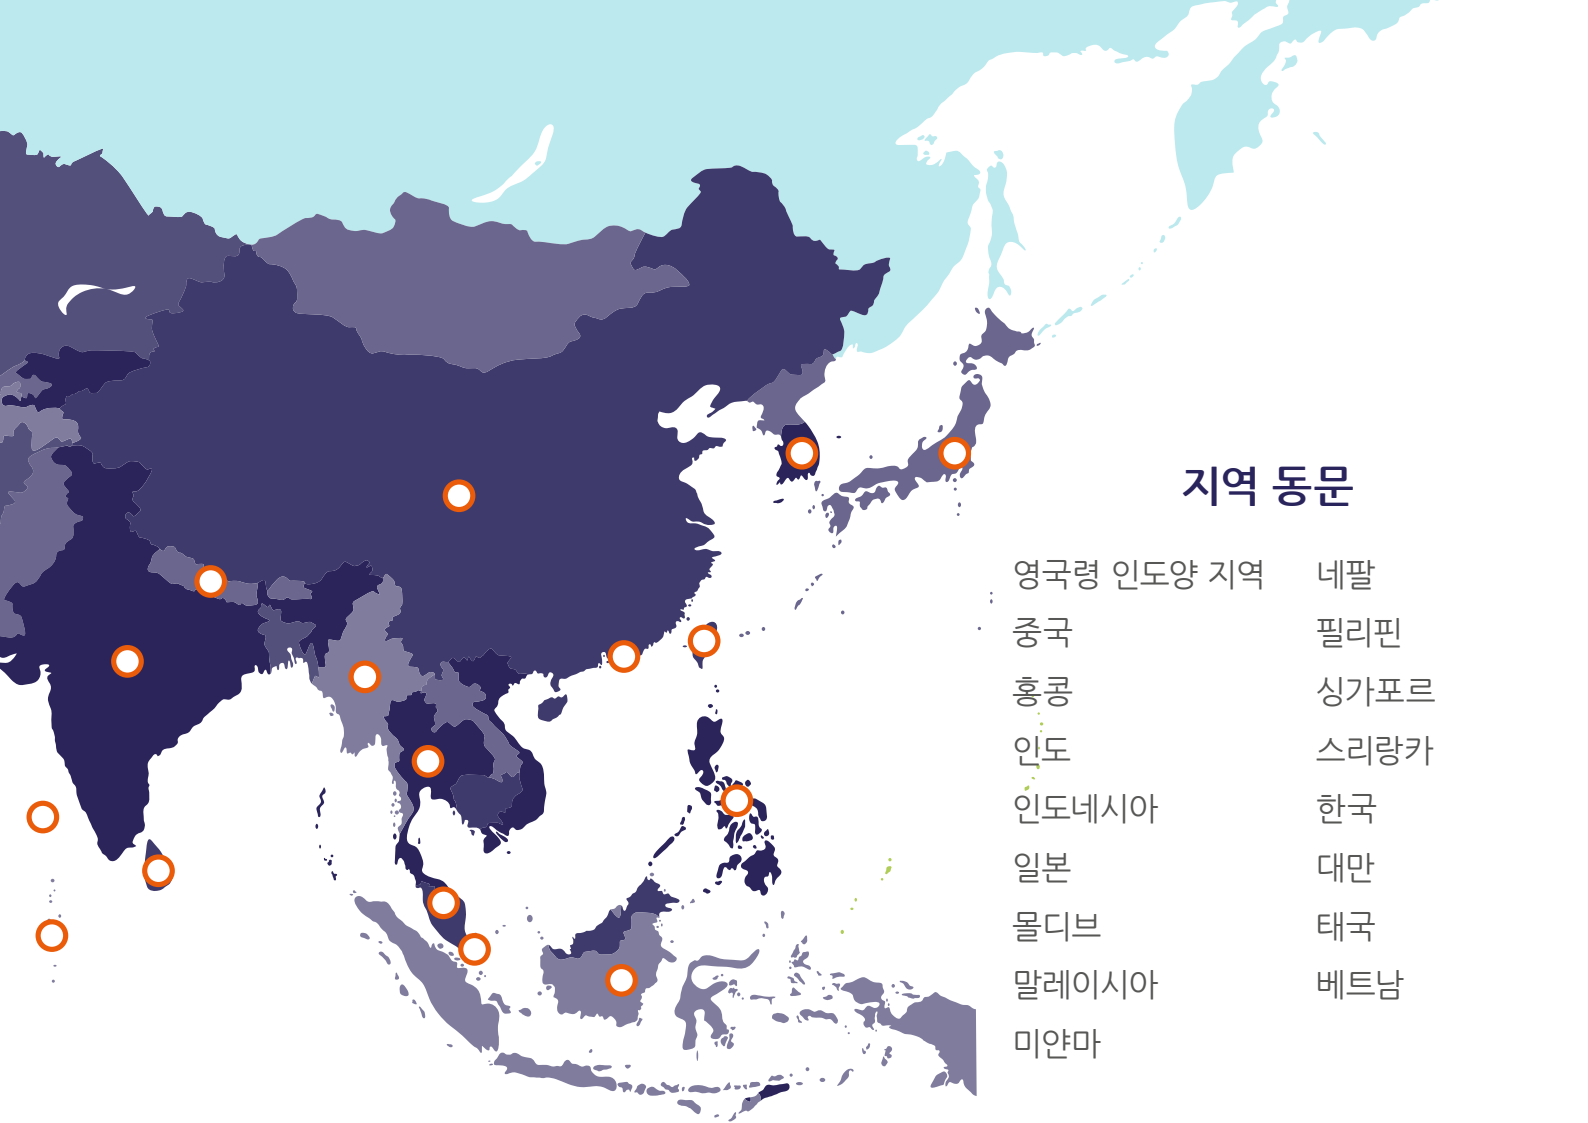 지역 동문
영국령 인도양 지역
중국
홍콩
인도
인도네시아
일본
몰디브
말레이시아
미얀마
네팔
필리핀
싱가포르
스리랑카
한국
대만
태국
베트남